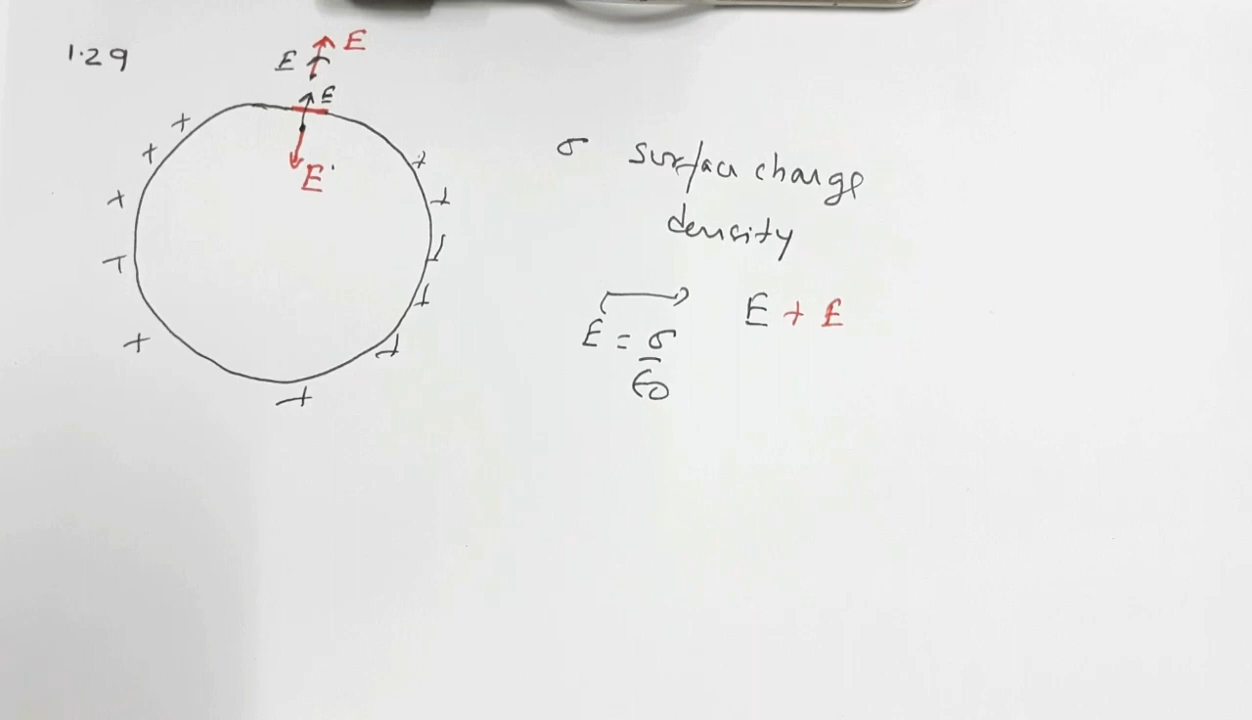 1.29
E E
E
E
σ surface charge
density
E + E
E = σ/ϵ0
+
+
+
+
+
+
+
+
+
+
+